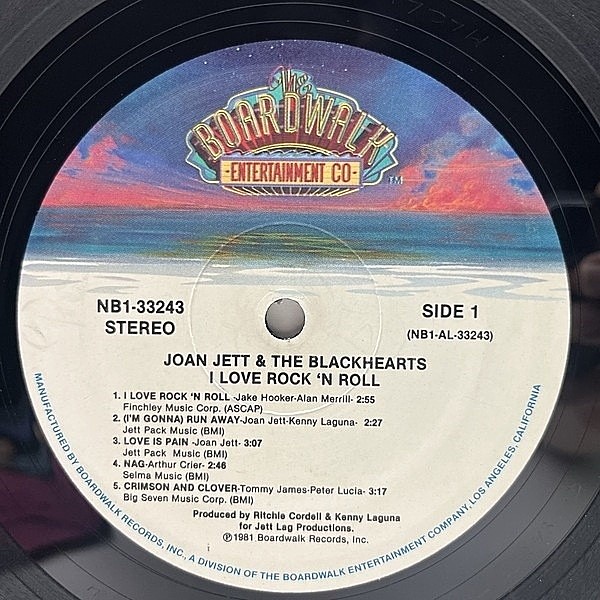 The
BOARDWALK
ENTERTAINMENT CO
TM
NB1-33243
STEREO
SIDE 1
(NB1-AL-33243)
JOAN JETT & THE BLACKHEARTS
I LOVE ROCK 'N ROLL
1. I LOVE ROCK 'N ROLL -Jake Hooker-Alan Merrill- 2:55
Finchley Music Corp. (ASCAP)
2. (I'M GONNA) RUN AWAY-Joan Jett-Kenny Laguna- 2:27
Jett Pack Music (BMI)
3. LOVE IS PAIN -Joan Jett- 3:07
Jett Pack Music (BMI)
4. NAG-Arthur Crier- 2:46
Selma Music (BMI)
5. CRIMSON AND CLOVER-Tommy James-Peter Lucia- 3:17
Big Seven Music Corp. (BMI)
Produced by Ritchie Cordell & Kenny Laguna
for Jett Lag Productions.
℗1981 Boardwalk Records, Inc.
MANUFACTURED BY BOARDWALK RECORDS, INC., A DIVISION OF THE BOARDWALK ENTERTAINMENT COMPANY, LOS ANGELES, CALIFORNIA